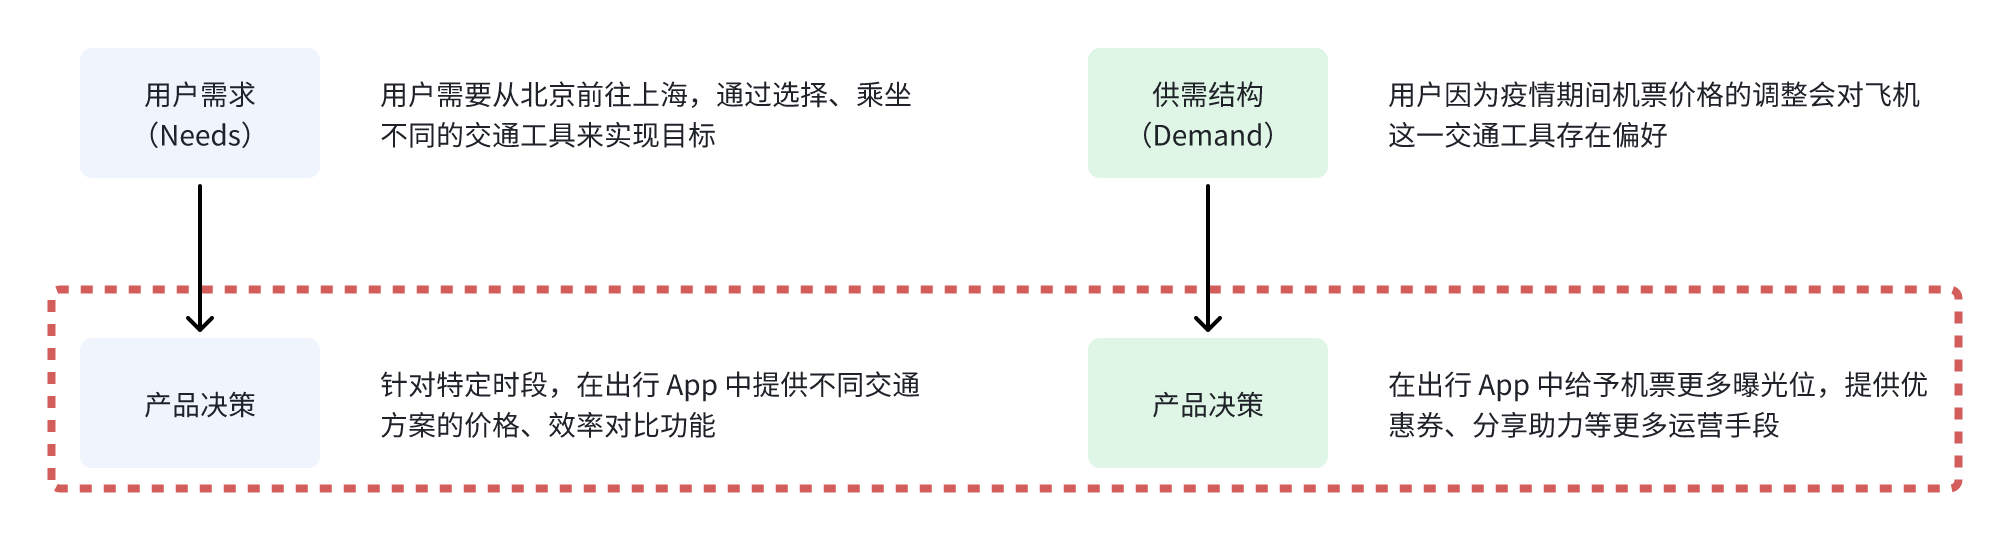 用户需求
（Needs）
用户需要从北京前往上海，通过选择、乘坐
不同的交通工具来实现目标
供需结构
（Demand）
用户因为疫情期间机票价格的调整会对飞机
这一交通工具存在偏好
产品决策
针对特定时段，在出行 App 中提供不同交通
方案的价格、效率对比功能
产品决策
在出行 App 中给予机票更多曝光位，提供优
惠券、分享助力等更多运营手段